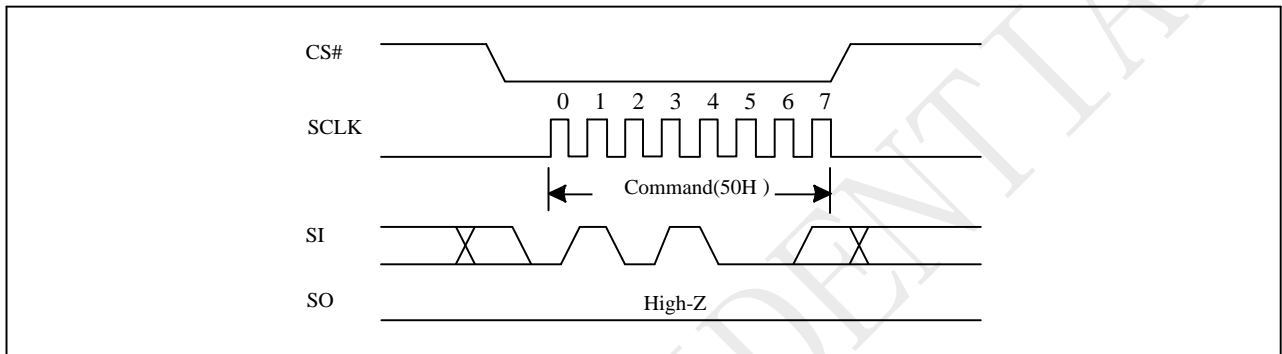 CS#
0 1 2 3 4 5 6 7
SCLK
Command(50H )
SI
SO
High-Z